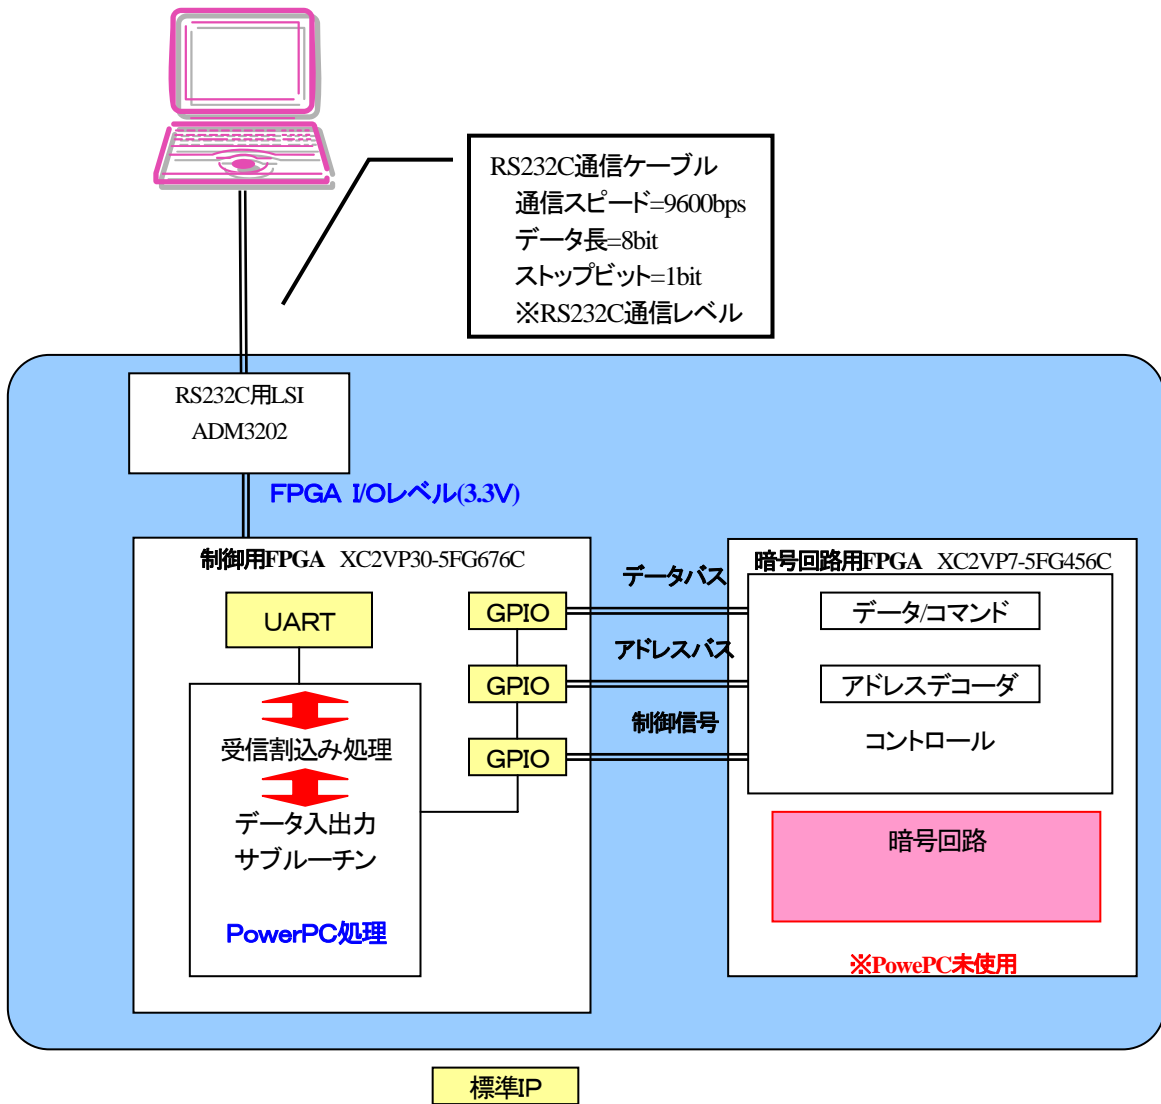 RS232C通信ケーブル
通信スピード=9600bps
データ長=8bit
ストップビット=1bit
※RS232C通信レベル
RS232C用LSI
ADM3202
FPGA I/Oレベル(3.3V)
制御用FPGA XC2VP30-5FG676C
UART
受信割込み処理
データ入出力
サブルーチン
PowerPC処理
GPIO
GPIO
GPIO
データバス
アドレスバス
制御信号
暗号回路用FPGA XC2VP7-5FG456C
データ/コマンド
アドレスデコーダ
コントロール
暗号回路
※PowePC未使用
標準IP